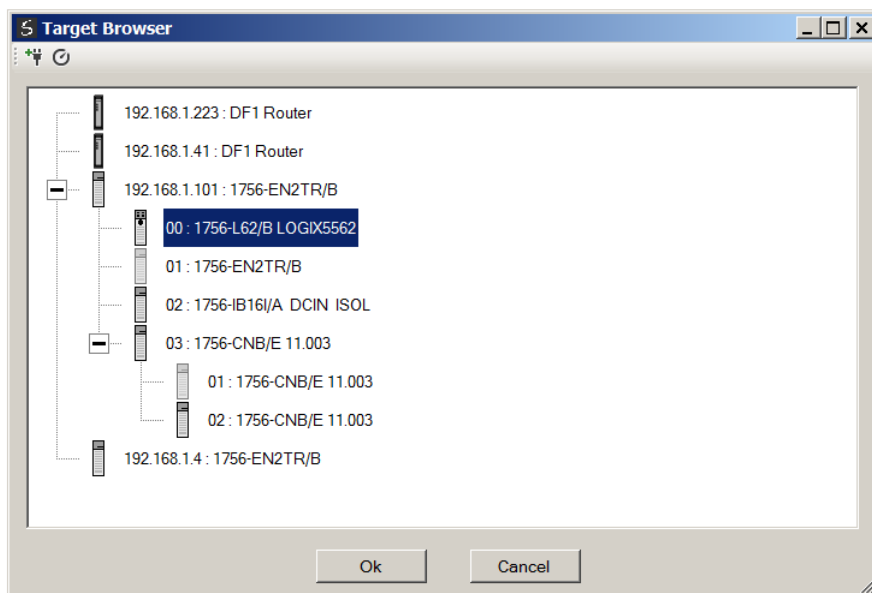 Target Browser
192.168.1.223 : DF1 Router
192.168.1.41 : DF1 Router
192.168.1.101 : 1756-EN2TR/B
00 : 1756-L62/B LOGIX5562
01 : 1756-EN2TR/B
02 : 1756-IB16I/A DCIN ISOL
03 : 1756-CNB/E 11.003
01 : 1756-CNB/E 11.003
02 : 1756-CNB/E 11.003
192.168.1.4 : 1756-EN2TR/B
Ok Cancel